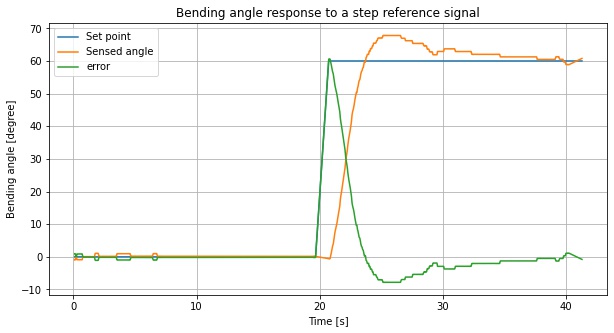 Bending angle response to a step reference signal
Set point
Sensed angle
error
Bending angle [degree]
70
60
50
40
30
20
10
0
−10
0 10 20 30 40
Time [s]